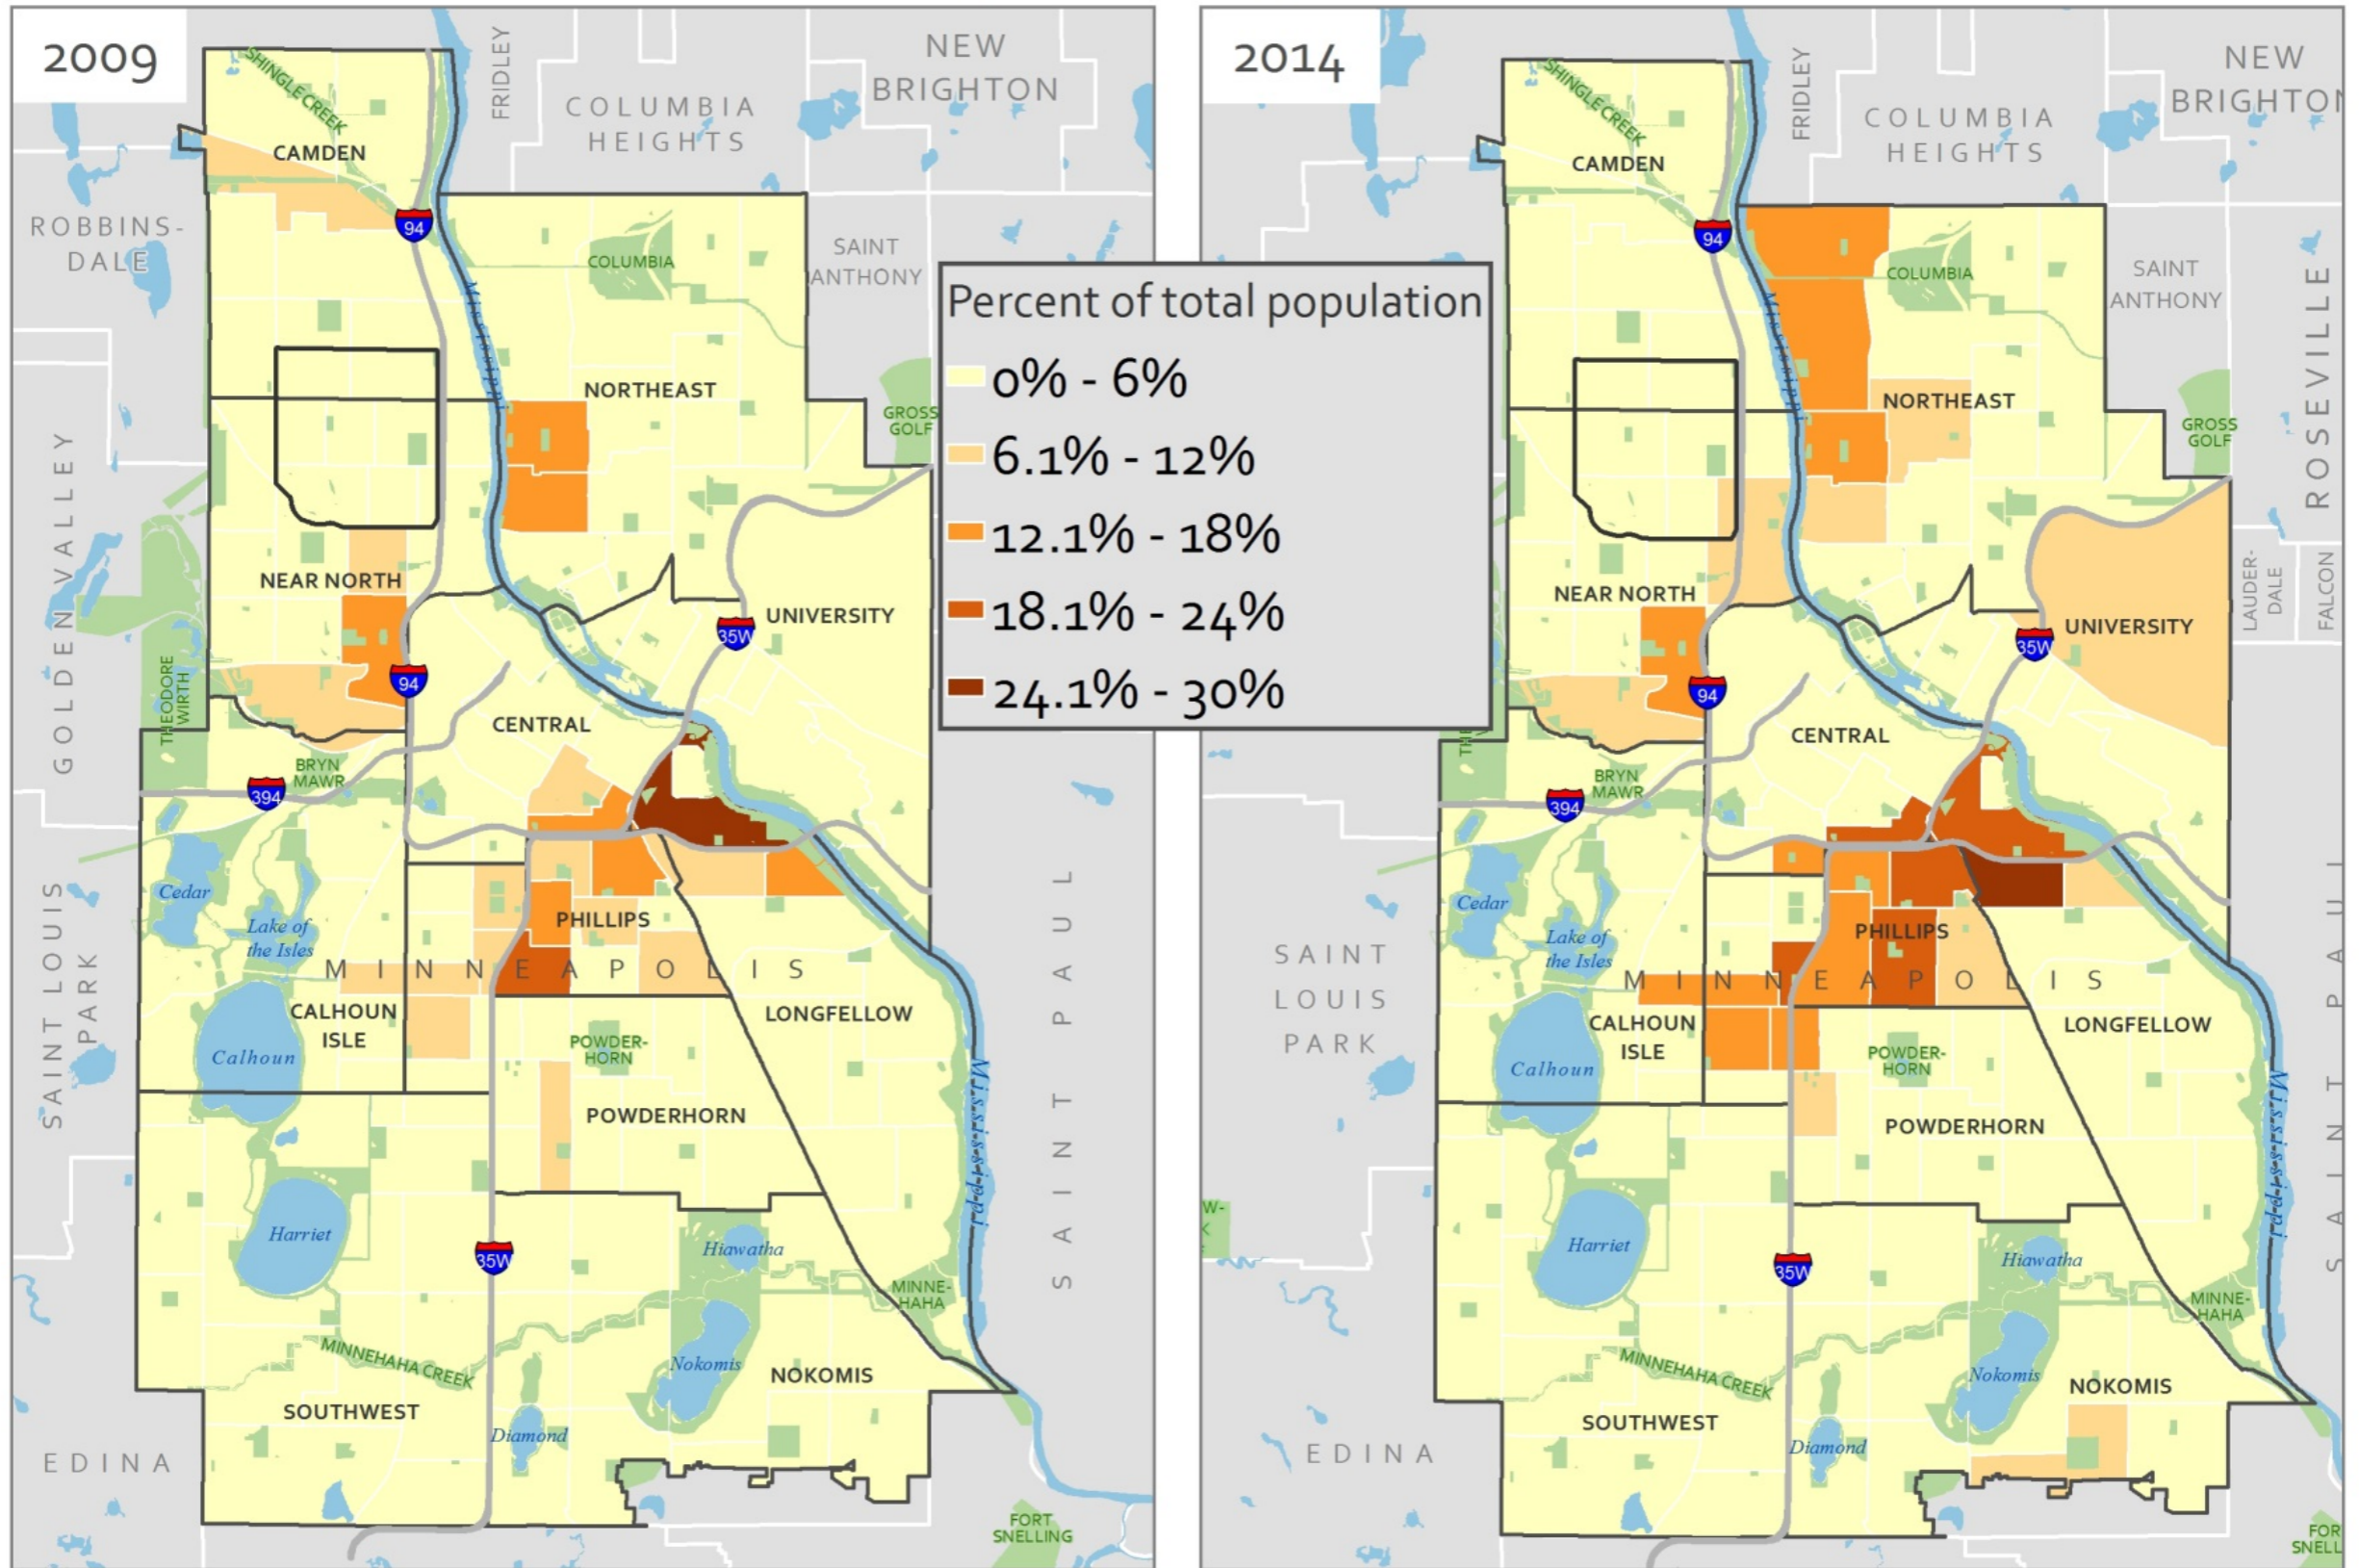 2009
SHINGLE CREEK
CAMDEN
FRIDLEY
COLUMBIA
HEIGHTS
NEW
BRIGHTON
ROBBINS-
DALE
94
Mississippi
COLUMBIA
SAINT
ANTHONY
NORTHEAST
GROSS
GOLF
GOLDEN VALLEY
NEAR NORTH
UNIVERSITY
35W
THEODORE
WIRTH
94
CENTRAL
BRYN
MAWR
394
Cedar
Lake of
the Isles
PHILLIPS
MINNEAPOLIS
SAINT LOUIS
PARK
CALHOUN
ISLE
Calhoun
LONGFELLOW
POWDER-
HORN
POWDERHORN
Mississippi
SAINT PAUL
Harriet
35W
Hiawatha
MINNE-
HAHA
MINNEHAHA CREEK
Nokomis
NOKOMIS
SOUTHWEST
Diamond
EDINA
FORT
SNELLING
Percent of total population
0% - 6%
6.1% - 12%
12.1% - 18%
18.1% - 24%
24.1% - 30%
2014
SHINGLE CREEK
CAMDEN
FRIDLEY
COLUMBIA
HEIGHTS
NEW
BRIGHTON
94
Mississippi
COLUMBIA
SAINT
ANTHONY
ROSEVILLE
NORTHEAST
GROSS
GOLF
NEAR NORTH
LAUDER-
DALE
FALCON
UNIVERSITY
35W
94
THE
CENTRAL
BRYN
MAWR
394
Cedar
Lake of
the Isles
PHILLIPS
MINNEAPOLIS
SAINT
LOUIS
PARK
CALHOUN
ISLE
Calhoun
LONGFELLOW
POWDER-
HORN
POWDERHORN
Mississippi
SAINT PAUL
W-
K
Harriet
35W
Hiawatha
MINNE-
HAHA
MINNEHAHA CREEK
Nokomis
NOKOMIS
SOUTHWEST
Diamond
EDINA
FOR
SNELL